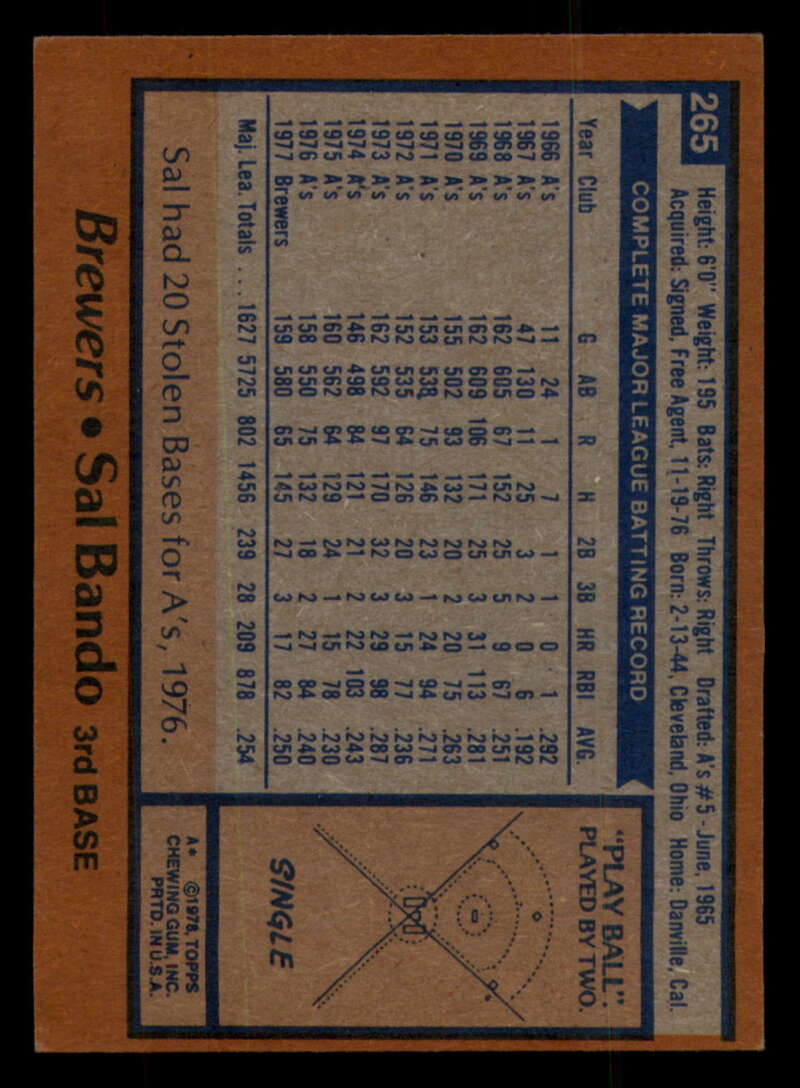 265
Height: 6'0" Weight: 195 Bats: Right Throws: Right Drafted: A's #5-June, 1965
Acquired: Signed, Free Agent, 11-19-76 Born: 2-13-44, Cleveland, Ohio Home: Danville, Cal.
COMPLETE MAJOR LEAGUE BATTING RECORD
Year Club G AB R H 2B 3B HR RBI AVG.
1966 A's 11 24 1 7 1 1 0 1 .292
1967 A's 47 130 11 25 3 2 0 6 .192
1968 A's 162 605 67 152 25 5 9 67 .251
1969 A's 162 609 106 171 25 3 31 113 .281
1970 A's 155 502 93 132 20 2 20 75 .263
1971 A's 153 538 75 146 23 1 24 94 .271
1972 A's 152 535 64 126 20 3 15 77 .236
1973 A's 162 592 97 170 32 3 29 98 .287
1974 A's 146 498 84 121 21 2 22 103 .243
1975 A's 160 562 64 129 24 1 15 78 .230
1976 A's 158 550 75 132 18 2 27 84 .240
1977 Brewers 159 580 65 145 27 3 17 82 .250
Maj. Lea. Totals ... 1627 5725 802 1456 239 28 209 878 .254
Sal had 20 Stolen Bases for A's, 1976.
"PLAY BALL"
PLAYED BY TWO.
SINGLE
A* ©1978, TOPPS
CHEWING GUM, INC.
PRTD. IN U.S.A.
Brewers • Sal Bando 3rd BASE